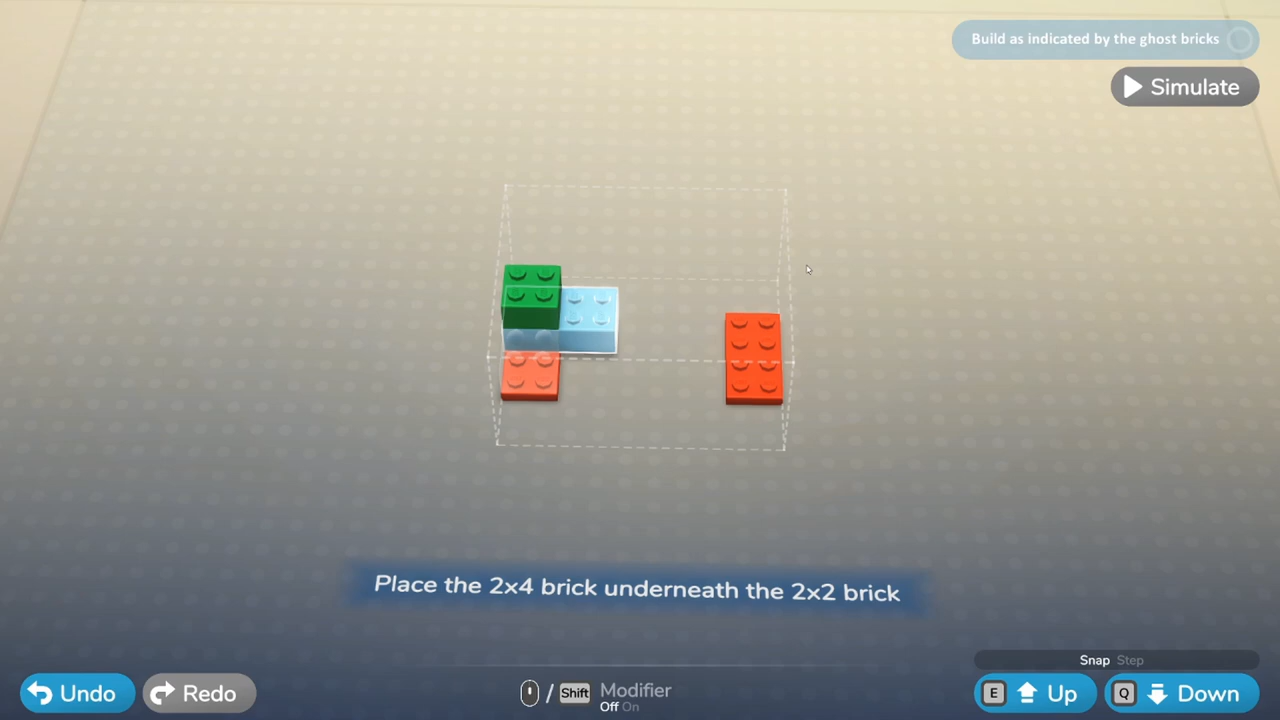 Build as indicated by the ghost bricks
Simulate
Place the 2x4 brick underneath the 2x2 brick
Snap Step
Undo
Redo
/ Shift Modifier
Off On
E Up
Q Down